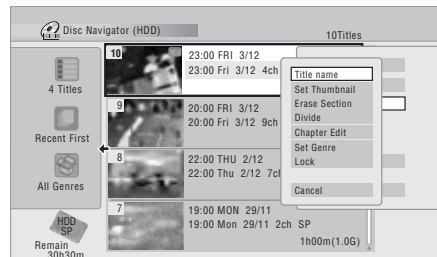 Disc Navigator (HDD)
10Titles
4 Titles
Recent First
All Genres
HDD
SP
Remain
30h30m
10
23:00 FRI 3/12
23:00 Fri 3/12 4ch
9
20:00 FRI 3/12
20:00 Fri 3/12 9ch
8
22:00 THU 2/12
22:00 Thu 2/12 7ch
7
19:00 MON 29/11
19:00 Mon 29/11 2ch SP
1h00m(1.0G)
Title name
Set Thumbnail
Erase Section
Divide
Chapter Edit
Set Genre
Lock
Cancel